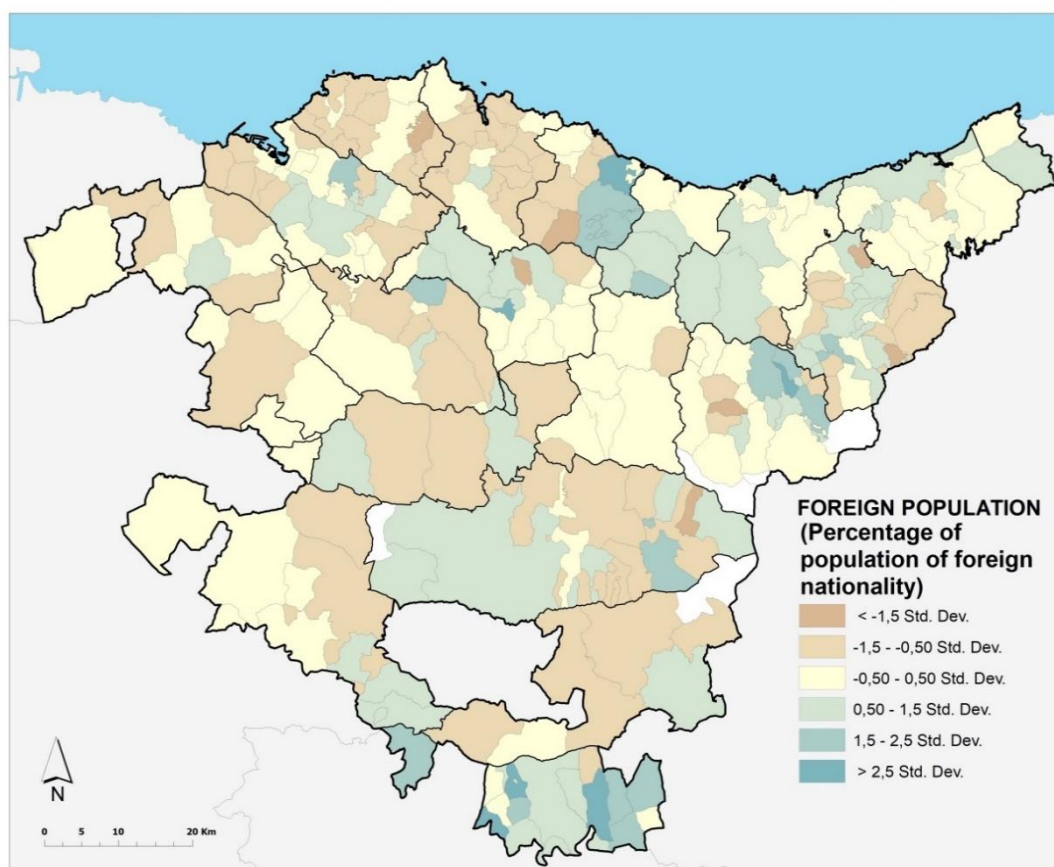 FOREIGN POPULATION
(Percentage of
population of foreign
nationality)
< -1,5 Std. Dev.
-1,5 - -0,50 Std. Dev.
-0,50 - 0,50 Std. Dev.
0,50 - 1,5 Std. Dev.
1,5 - 2,5 Std. Dev.
> 2,5 Std. Dev.
N
0 5 10 20 Km